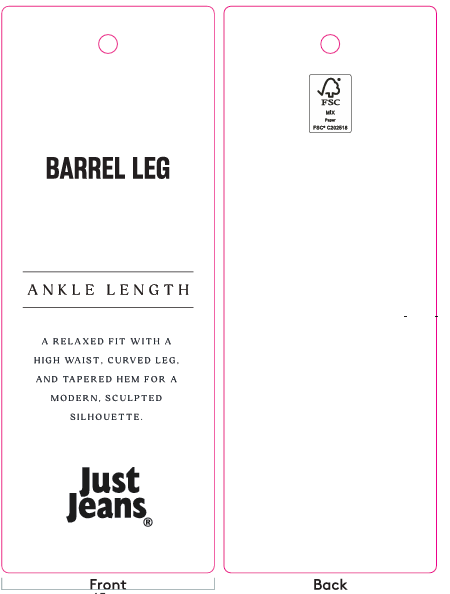 FSC
MIX
Paper
FSC® C202518
BARREL LEG
ANKLE LENGTH
A RELAXED FIT WITH A
HIGH WAIST, CURVED LEG,
AND TAPERED HEM FOR A
MODERN, SCULPTED
SILHOUETTE.
Just
Jeans®
Front
Back